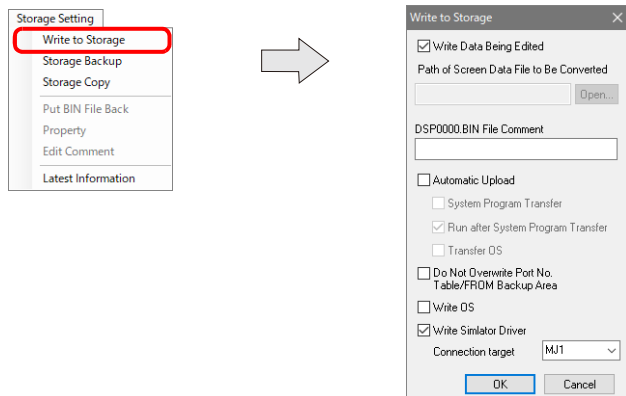 Storage Setting
Write to Storage
Storage Backup
Storage Copy
Put BIN File Back
Property
Edit Comment
Latest Information
Write to Storage
Write Data Being Edited
Path of Screen Data File to Be Converted
Open...
DSP0000.BIN File Comment
Automatic Upload
System Program Transfer
Run after System Program Transfer
Transfer OS
Do Not Overwrite Port No.
Table/FROM Backup Area
Write OS
Write Simlator Driver
Connection target MJ1
OK Cancel